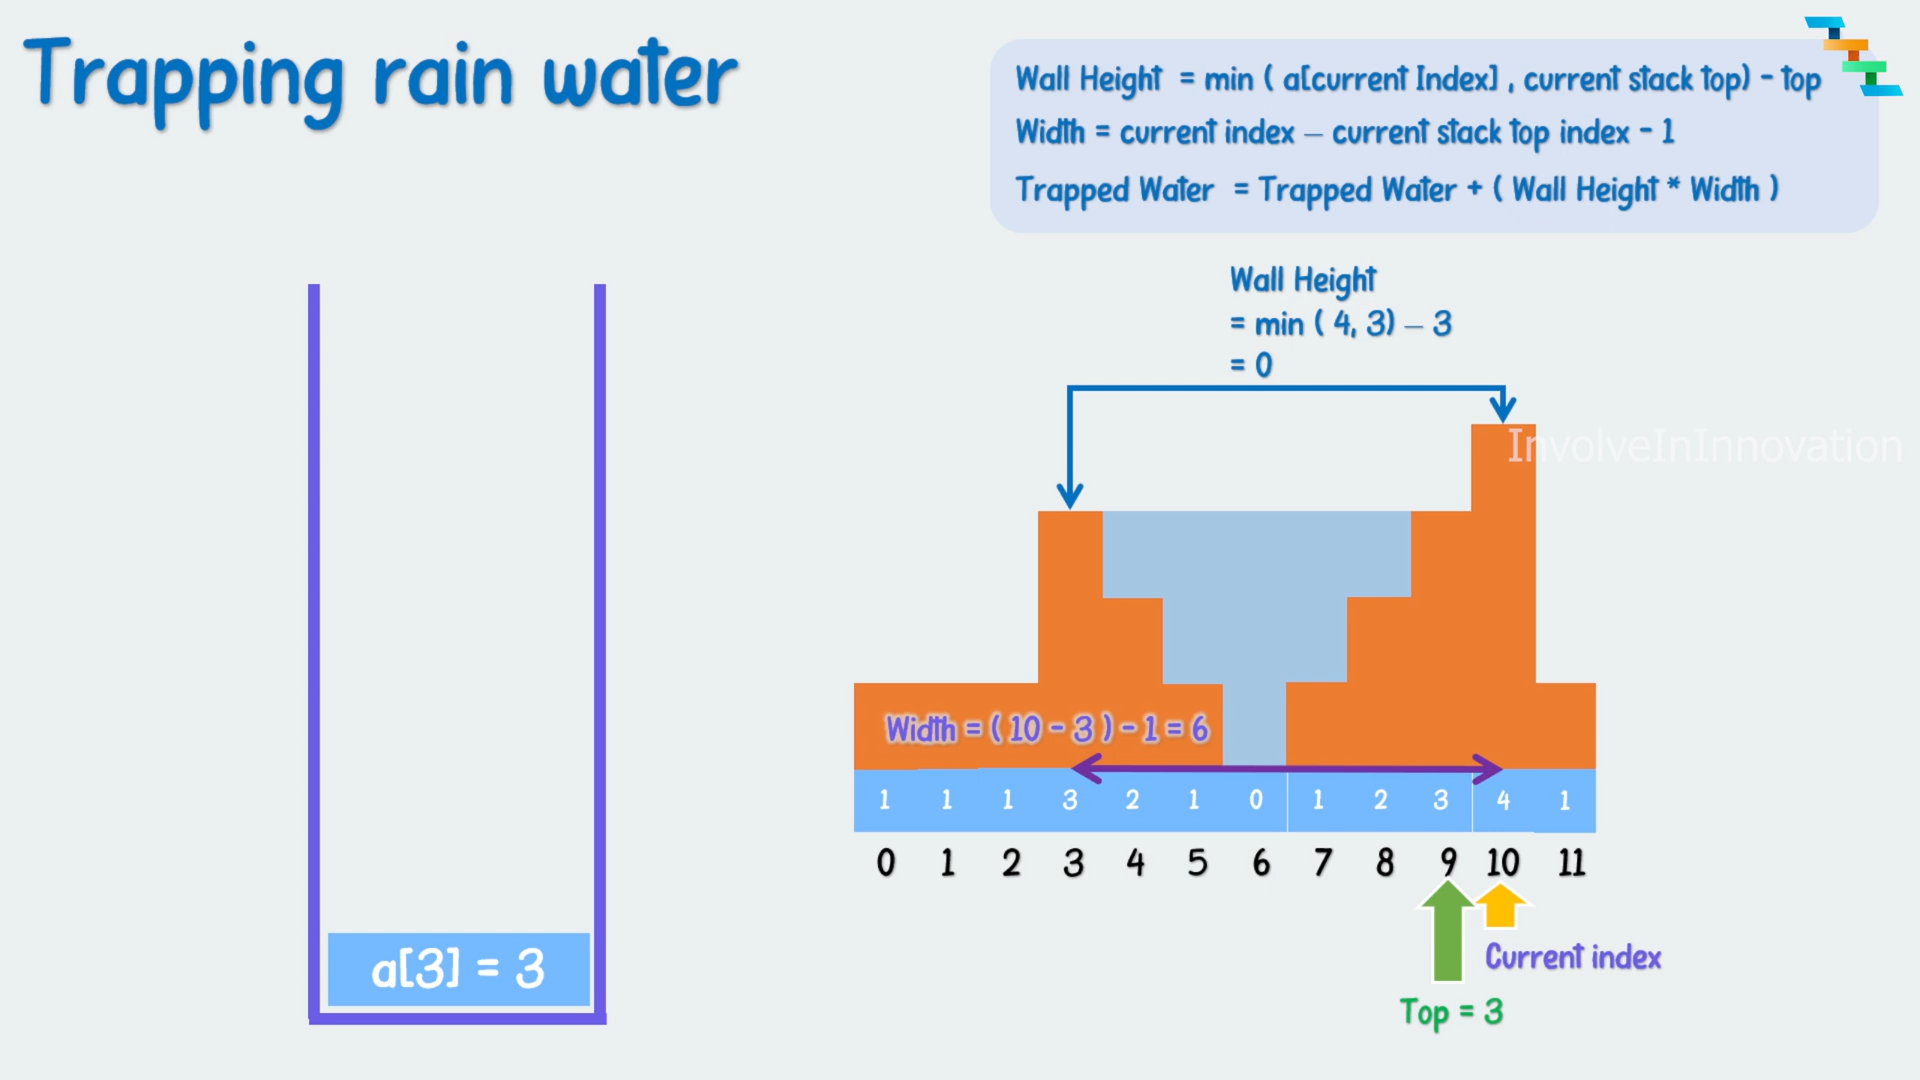 Trapping rain water
Wall Height = min ( a[current Index] , current stack top) - top
Width = current index – current stack top index - 1
Trapped Water = Trapped Water + ( Wall Height * Width )
Wall Height
= min ( 4, 3) – 3
= 0
InvolveInInnovation
Width = ( 10 - 3 ) - 1 = 6
1 1 1 3 2 1 0 1 2 3 4 1
0 1 2 3 4 5 6 7 8 9 10 11
Current index
a[3] = 3
Top = 3